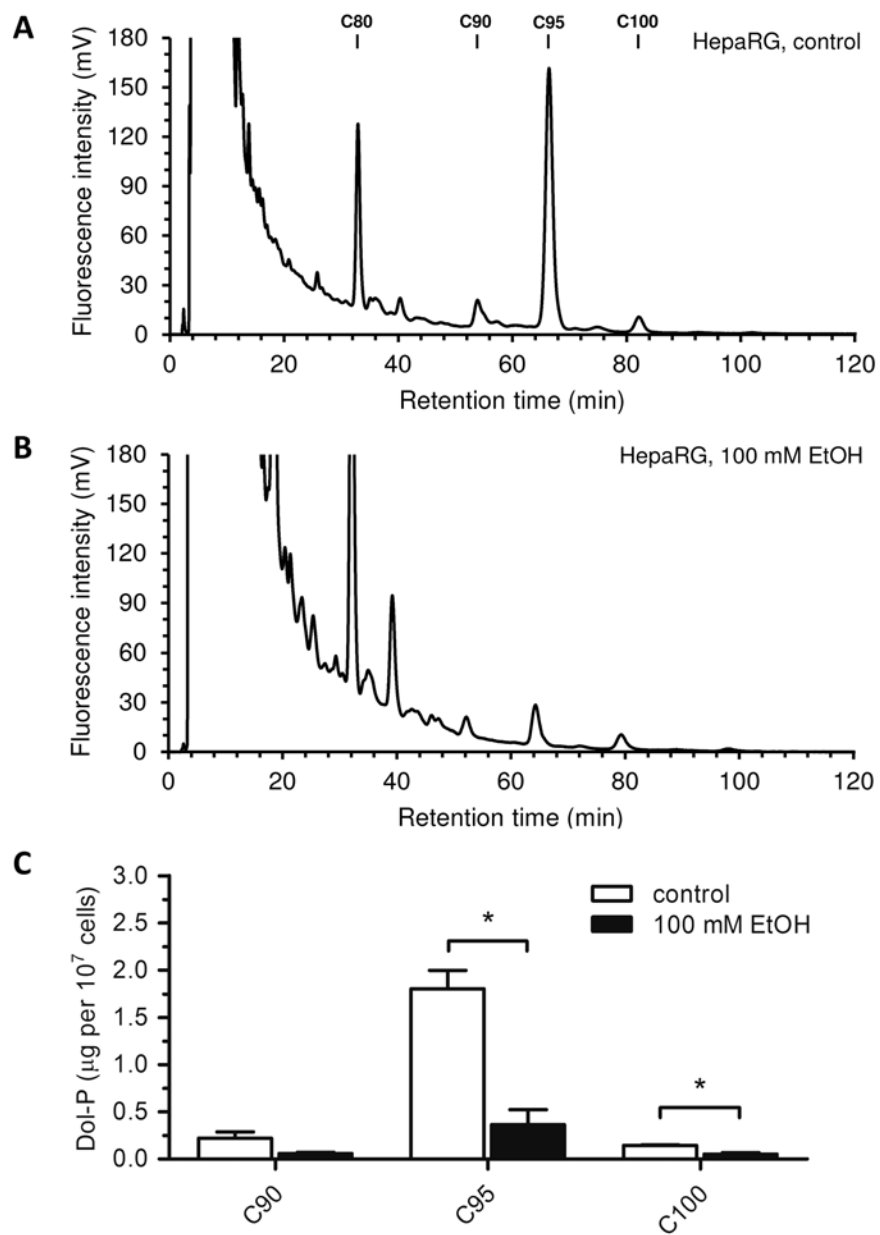 A
C80 C90 C95 C100
HepaRG, control
Fluorescence intensity (mV)
180
150
120
90
60
30
0
0 20 40 60 80 100 120
Retention time (min)
B
HepaRG, 100 mM EtOH
Fluorescence intensity (mV)
180
150
120
90
60
30
0
0 20 40 60 80 100 120
Retention time (min)
C
Dol-P (µg per 10⁷ cells)
3.0
2.5
2.0
1.5
1.0
0.5
0.0
control
100 mM EtOH
*
*
C90 C95 C100